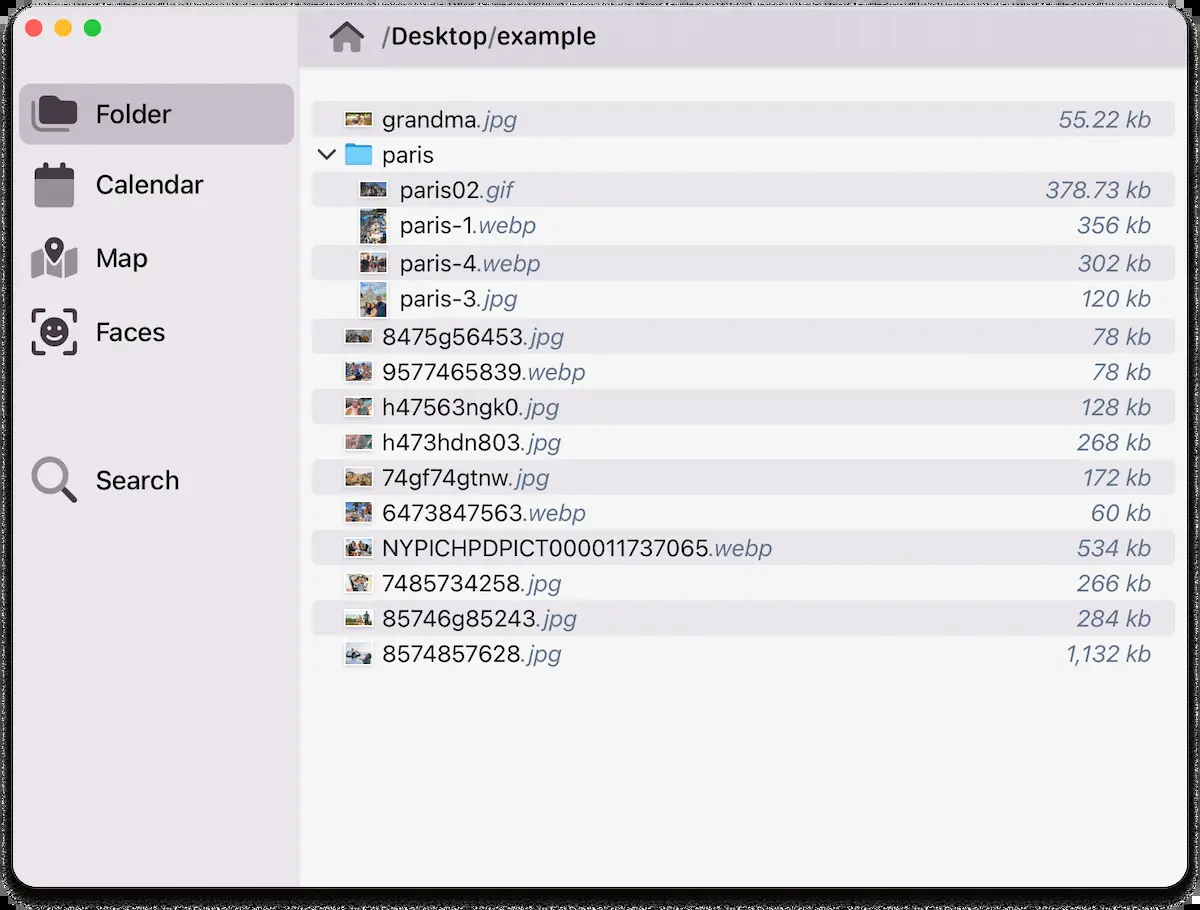 /Desktop/example
Folder
Calendar
Map
Faces
Search
grandma.jpg 55.22 kb
paris
paris02.gif 378.73 kb
paris-1.webp 356 kb
paris-4.webp 302 kb
paris-3.jpg 120 kb
8475g56453.jpg 78 kb
9577465839.webp 78 kb
h47563ngk0.jpg 128 kb
h473hdn803.jpg 268 kb
74gf74gtnw.jpg 172 kb
6473847563.webp 60 kb
NYPICHPDPICT000011737065.webp 534 kb
7485734258.jpg 266 kb
85746g85243.jpg 284 kb
8574857628.jpg 1,132 kb